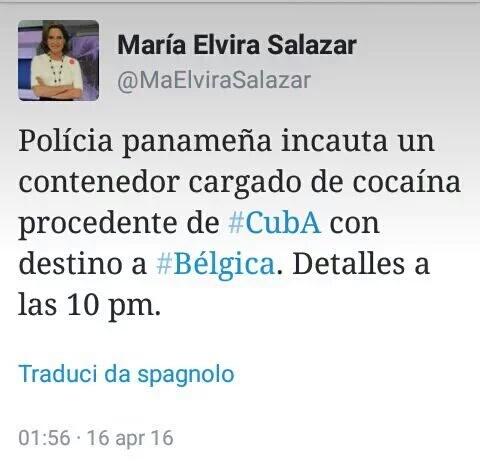 María Elvira Salazar
@MaElviraSalazar
Polícia panameña incauta un
contenedor cargado de cocaína
procedente de #CubA con
destino a #Bélgica. Detalles a
las 10 pm.
Traduci da spagnolo
01:56 · 16 apr 16